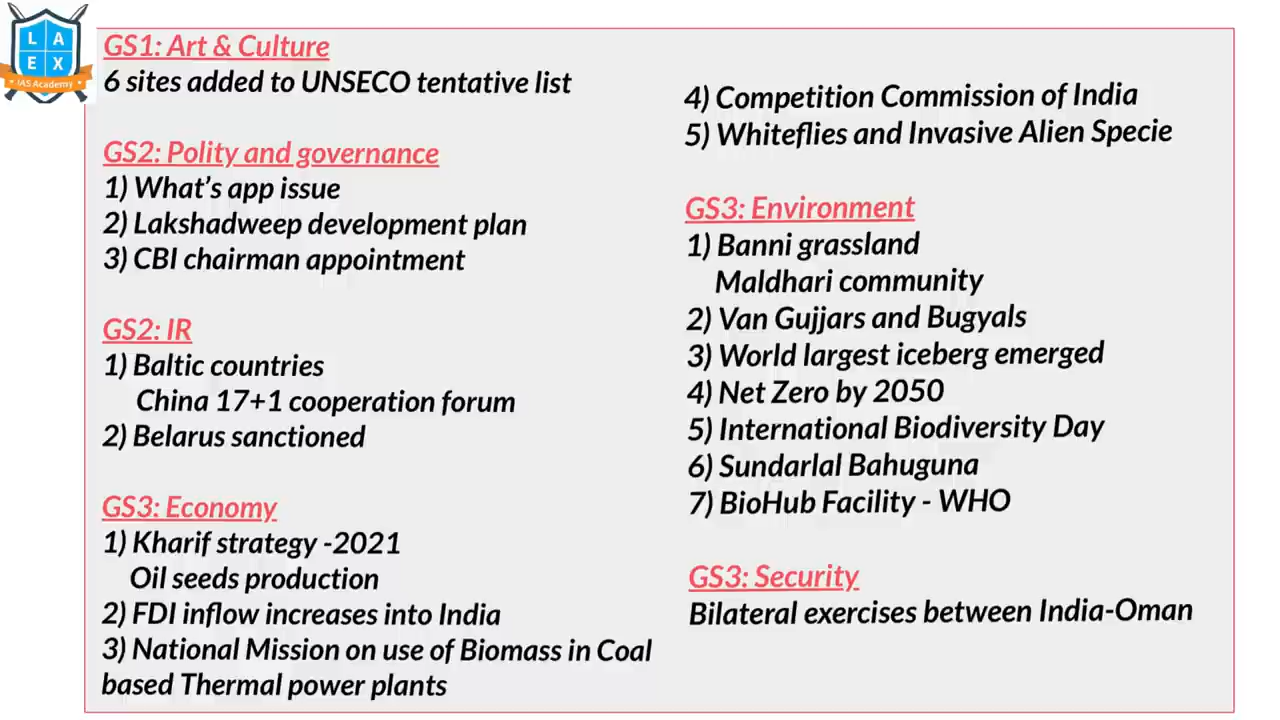 L A
E X
IAS Academy
GS1: Art & Culture
6 sites added to UNSECO tentative list
GS2: Polity and governance
1) What's app issue
2) Lakshadweep development plan
3) CBI chairman appointment
GS2: IR
1) Baltic countries
China 17+1 cooperation forum
2) Belarus sanctioned
GS3: Economy
1) Kharif strategy -2021
Oil seeds production
2) FDI inflow increases into India
3) National Mission on use of Biomass in Coal
based Thermal power plants
4) Competition Commission of India
5) Whiteflies and Invasive Alien Specie
GS3: Environment
1) Banni grassland
Maldhari community
2) Van Gujjars and Bugyals
3) World largest iceberg emerged
4) Net Zero by 2050
5) International Biodiversity Day
6) Sundarlal Bahuguna
7) BioHub Facility - WHO
GS3: Security
Bilateral exercises between India-Oman